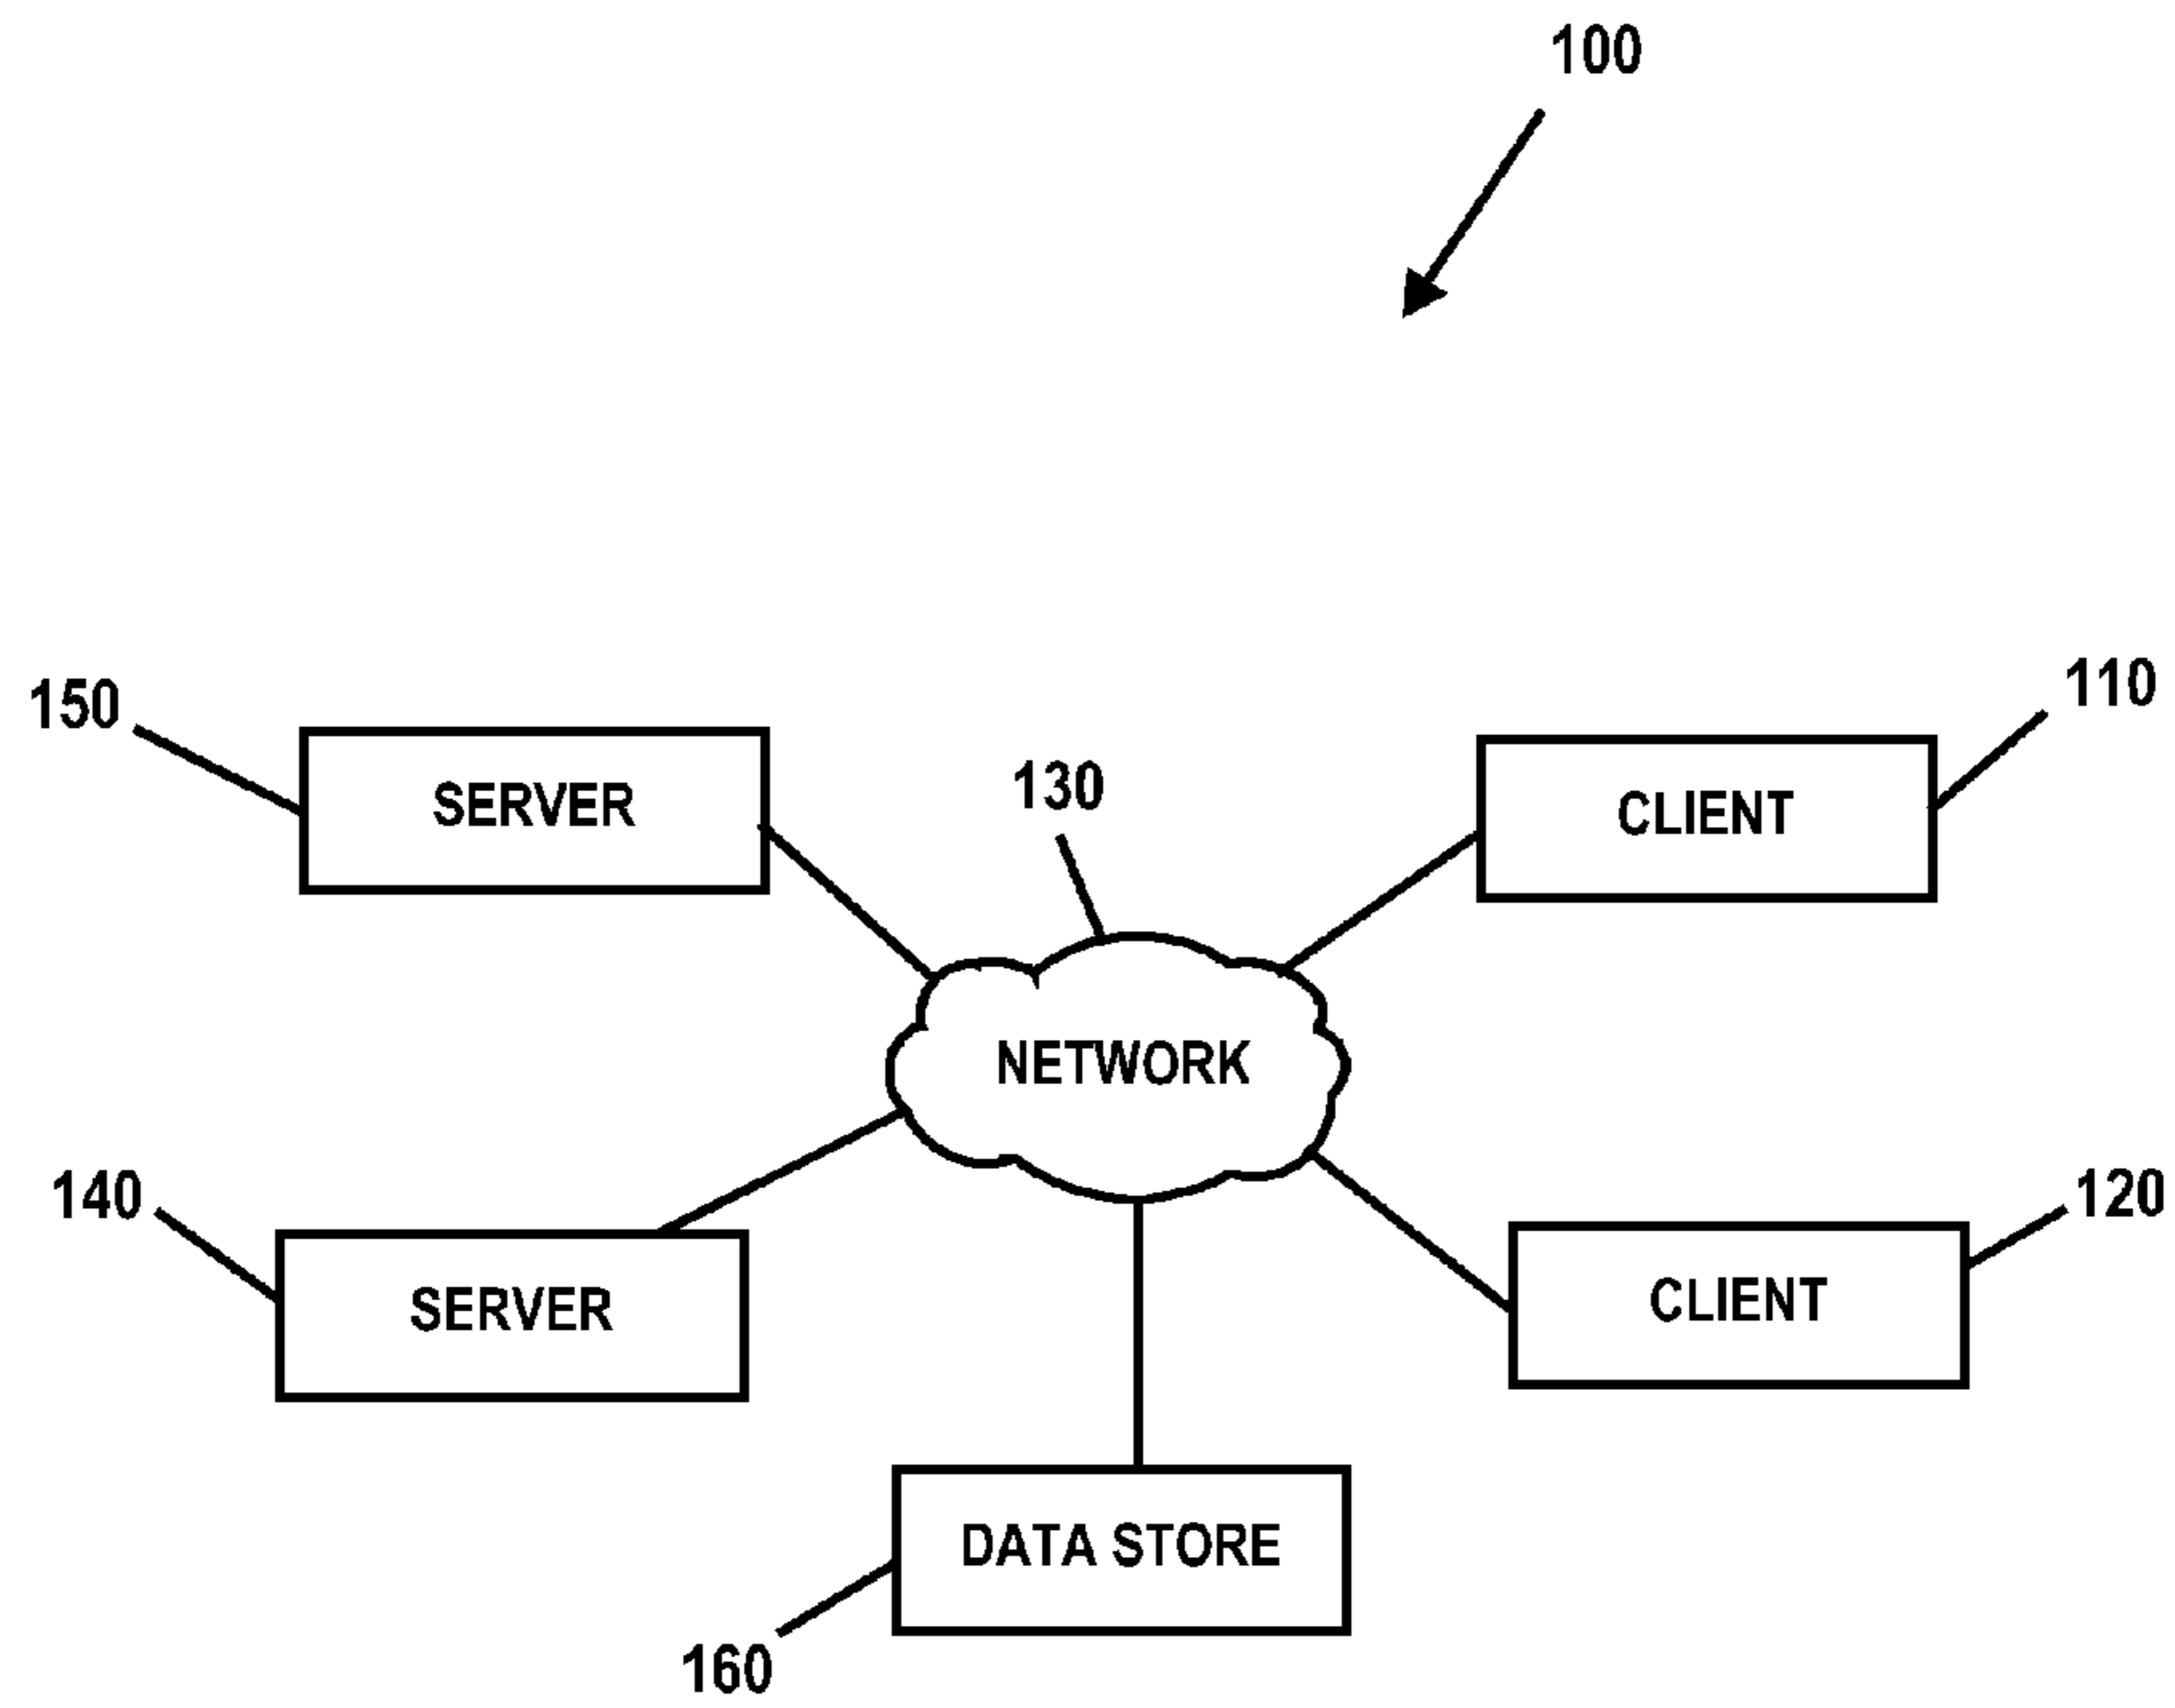 100
150
110
SERVER
130
CLIENT
NETWORK
140
120
SERVER
CLIENT
DATA STORE
160